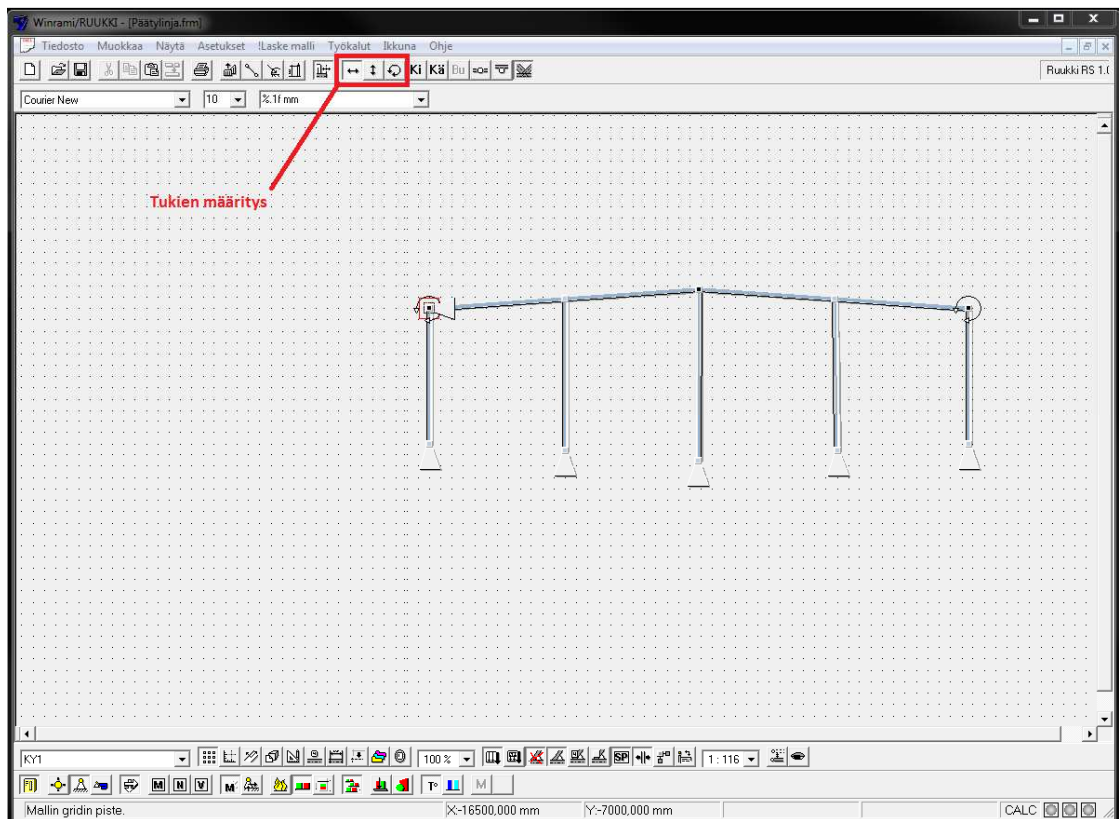 Winrami/RUUKKI - [Päätylinja.frm]
Tiedosto Muokkaa Näytä Asetukset !Laske malli Työkalut Ikkuna Ohje
Ki Kä Bu Ruukki RS 1.(
Courier New 10 %.1f mm
Tukien määritys
KY1 100 % SP 1 : 116
M N V M T° M
Mallin gridin piste. X:-16500,000 mm Y:-7000,000 mm CALC